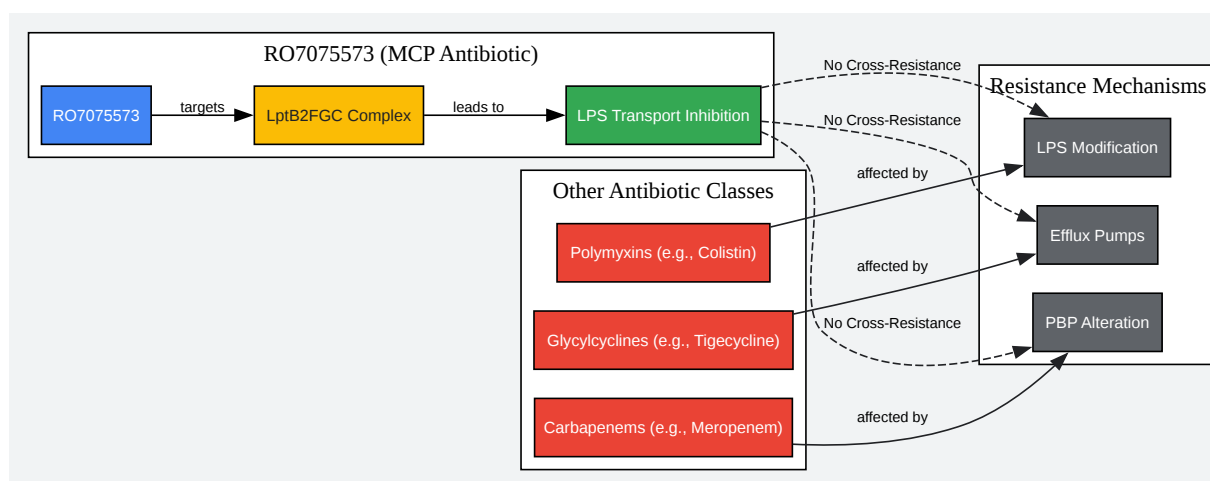 RO7075573 (MCP Antibiotic)
RO7075573
targets
LptB2FGC Complex
leads to
LPS Transport Inhibition
No Cross-Resistance
No Cross-Resistance
No Cross-Resistance
Resistance Mechanisms
LPS Modification
Efflux Pumps
PBP Alteration
Other Antibiotic Classes
Polymyxins (e.g., Colistin)
affected by
Glycylcyclines (e.g., Tigecycline)
affected by
Carbapenems (e.g., Meropenem)
affected by